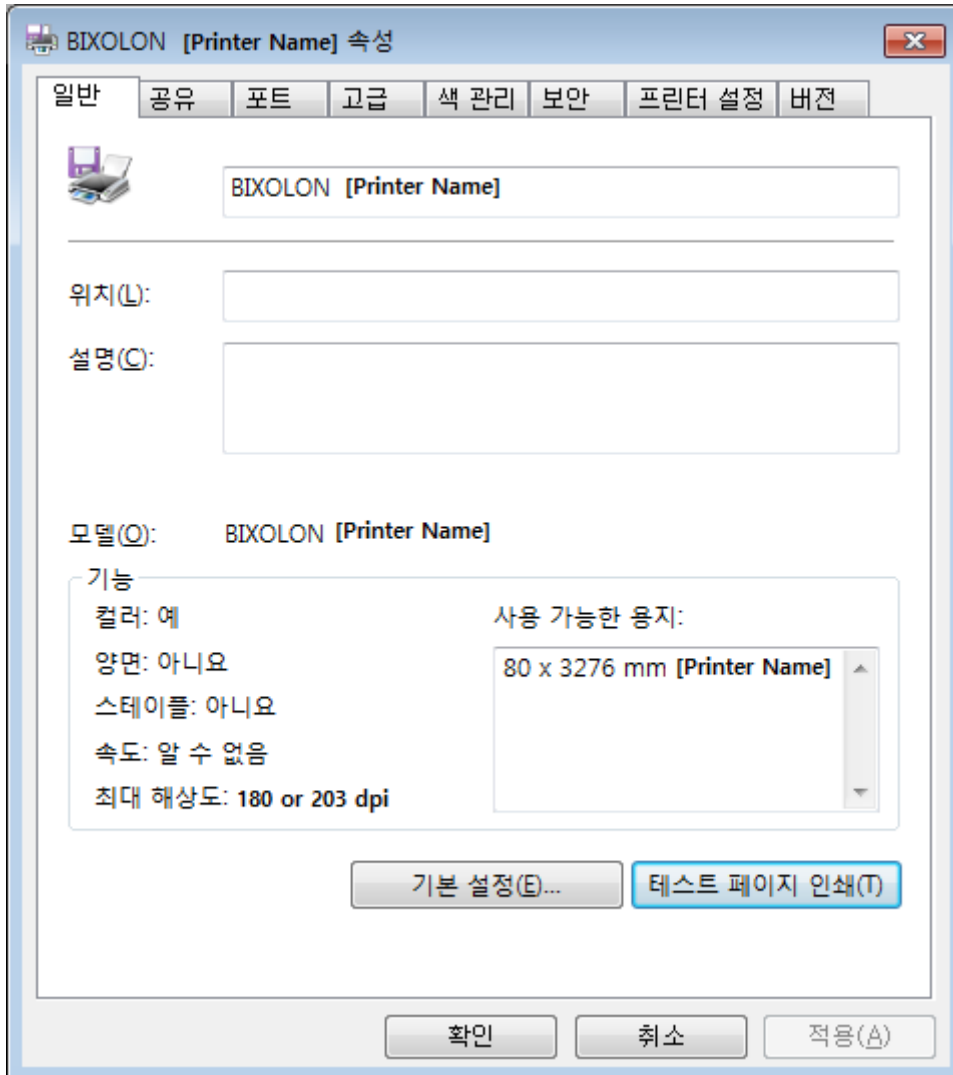 BIXOLON [Printer Name] 속성
일반 공유 포트 고급 색 관리 보안 프린터 설정 버전
BIXOLON [Printer Name]
위치(L):
설명(C):
모델(O): BIXOLON [Printer Name]
기능
컬러: 예
양면: 아니요
스테이플: 아니요
속도: 알 수 없음
최대 해상도: 180 or 203 dpi
사용 가능한 용지:
80 x 3276 mm [Printer Name]
기본 설정(E)... 테스트 페이지 인쇄(T)
확인 취소 적용(A)